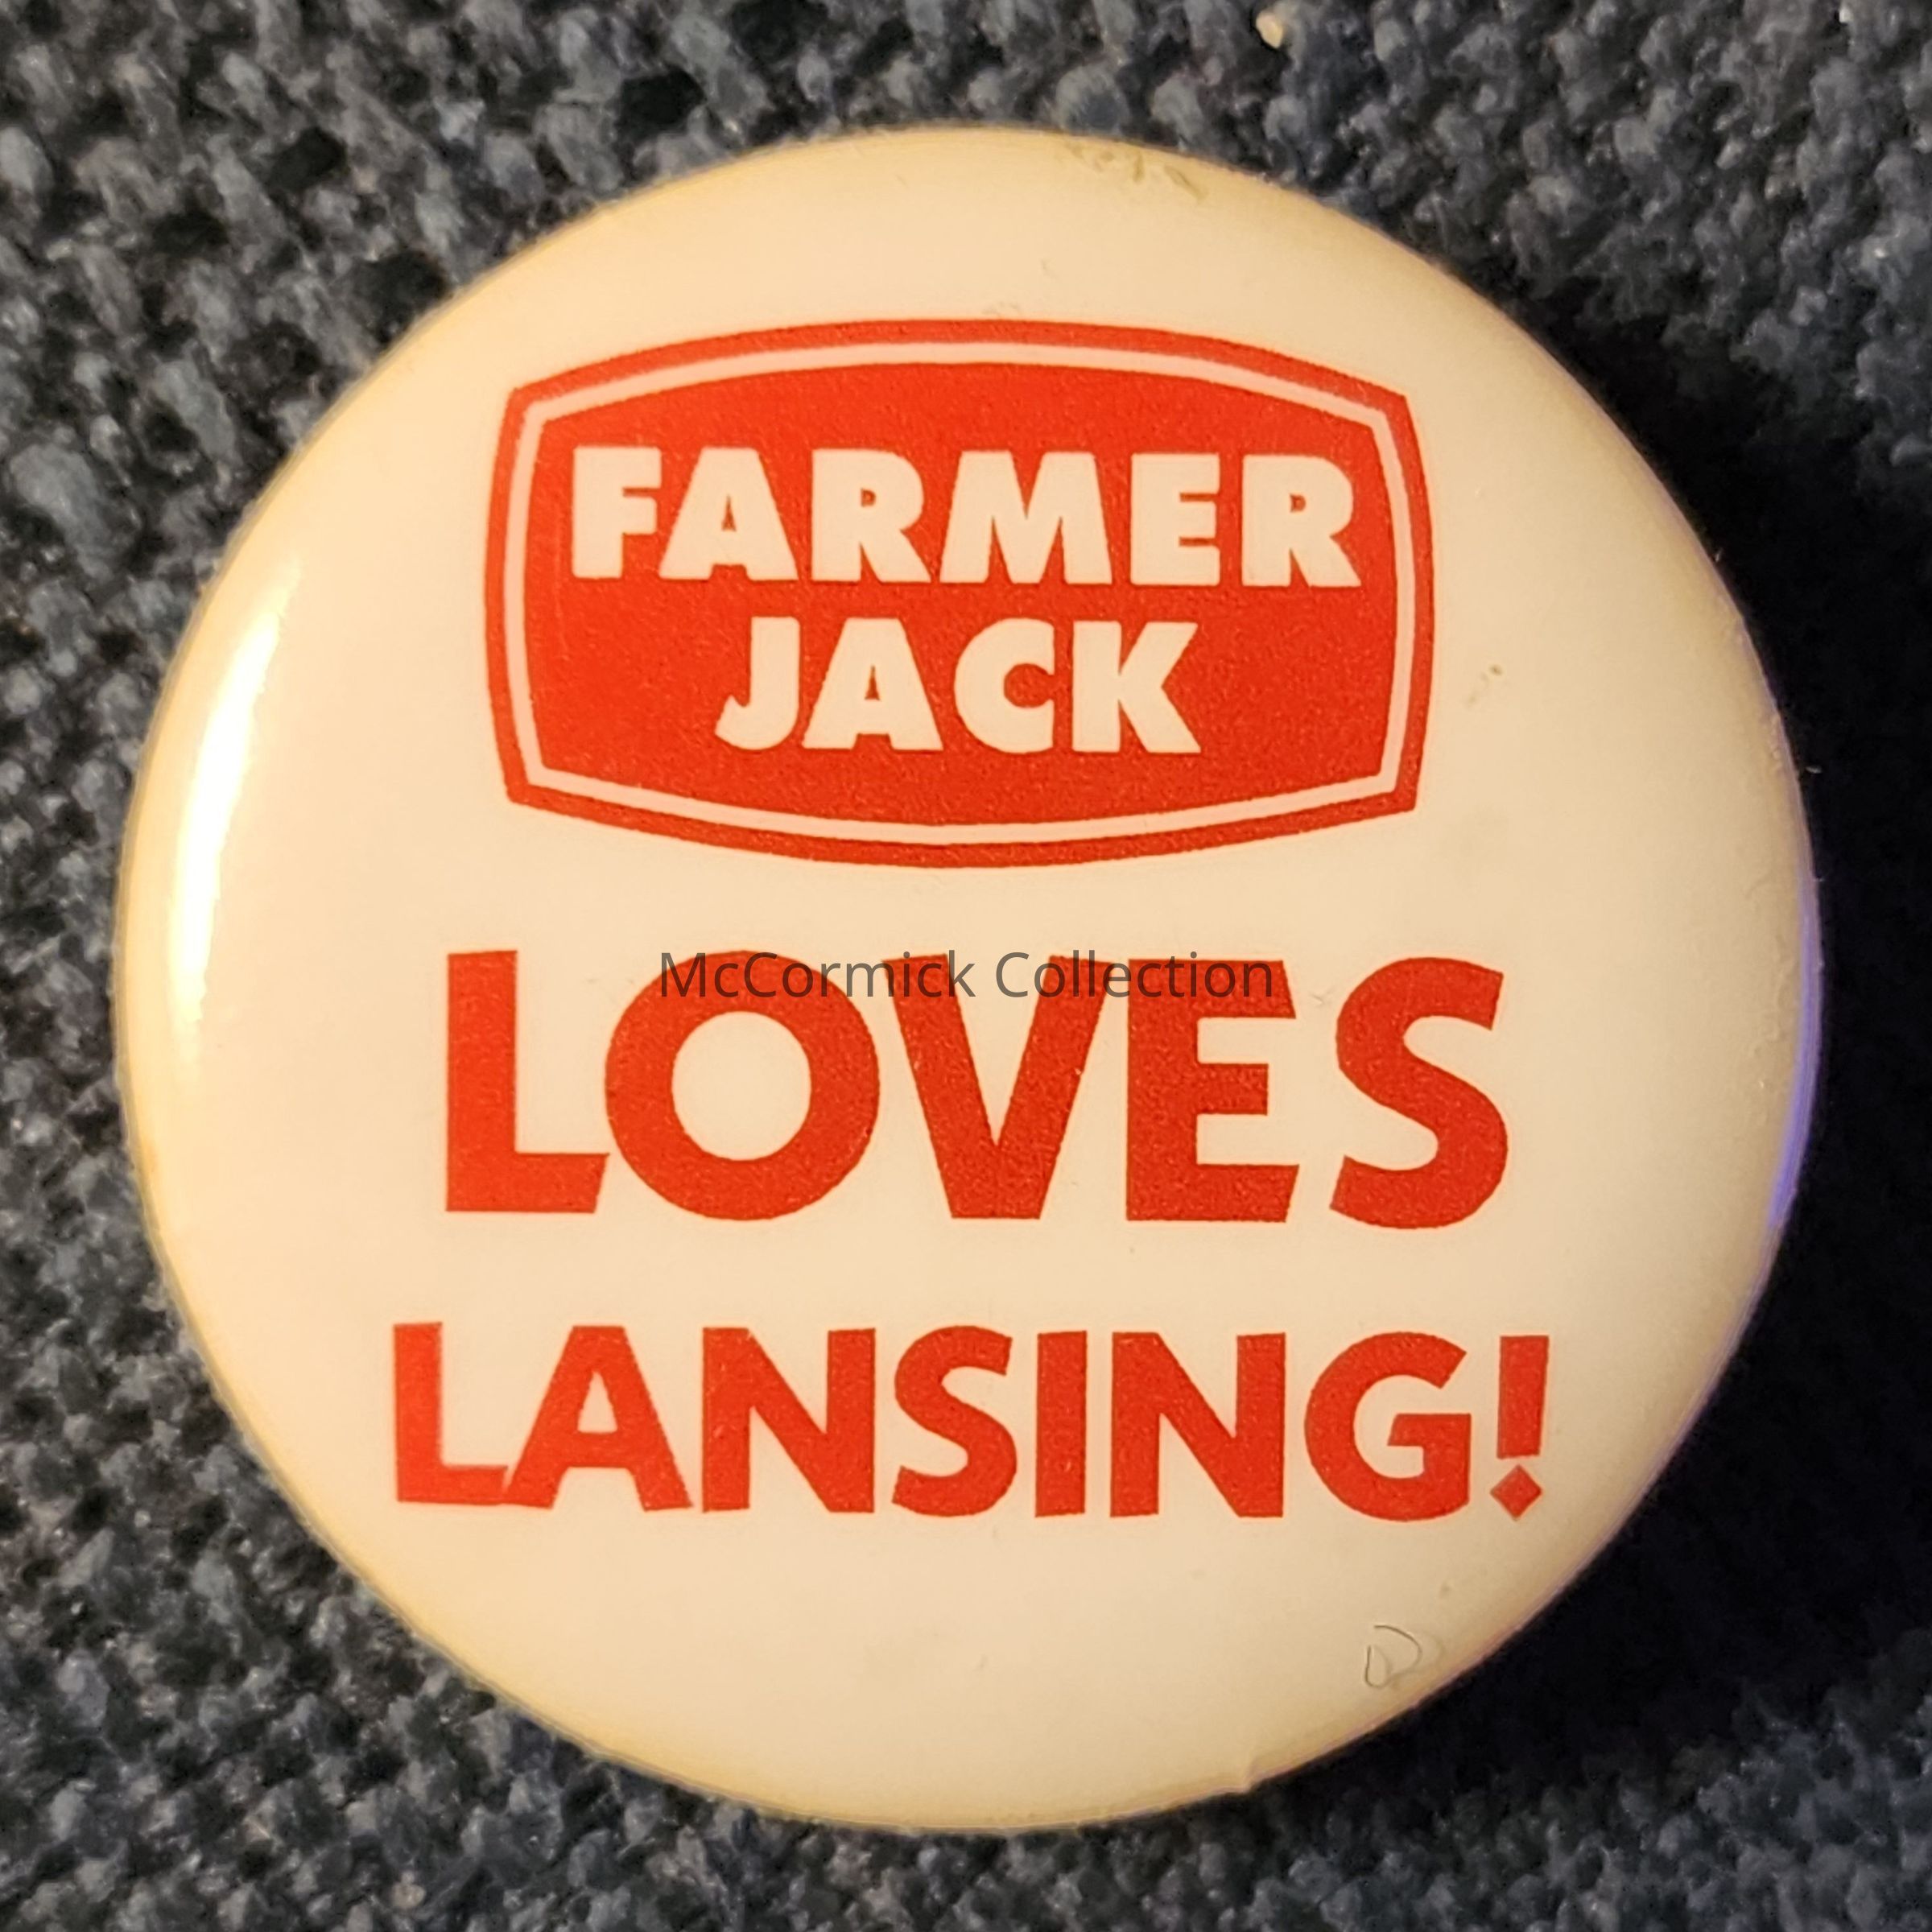 FARMER
JACK
McCormick Collection
LOVES
LANSING!